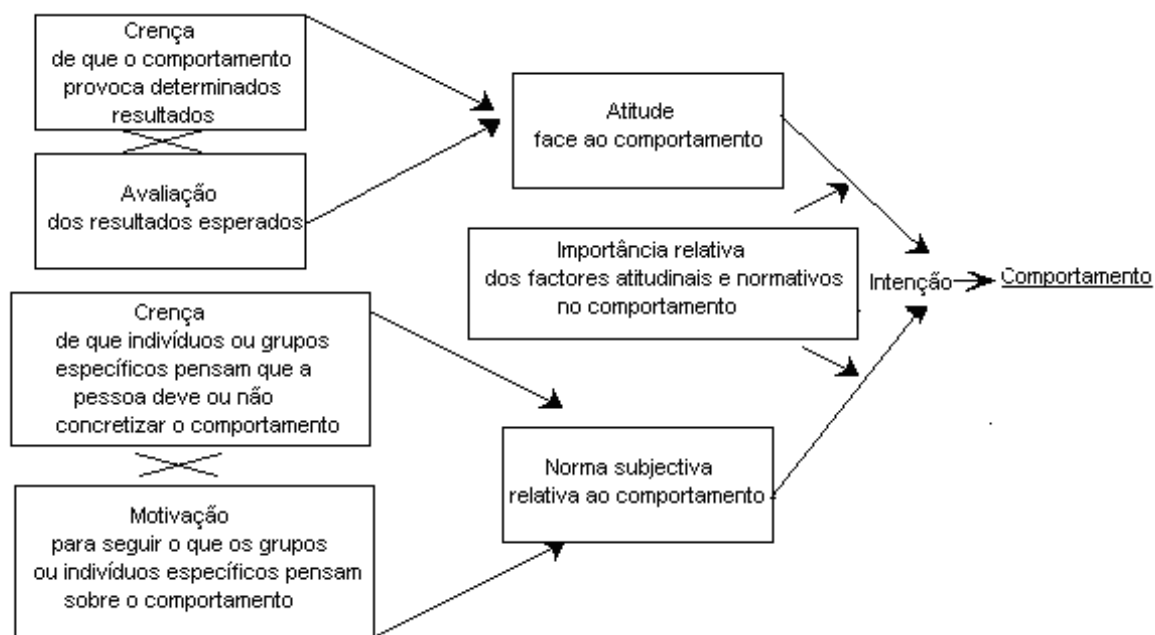 Crença
de que o comportamento
provoca determinados
resultados
Avaliação
dos resultados esperados
Crença
de que indivíduos ou grupos
específicos pensam que a
pessoa deve ou não
concretizar o comportamento
Motivação
para seguir o que os grupos
ou indivíduos específicos pensam
sobre o comportamento
Atitude
face ao comportamento
Importância relativa
dos factores atitudinais e normativos
no comportamento
Norma subjectiva
relativa ao comportamento
Intenção
Comportamento